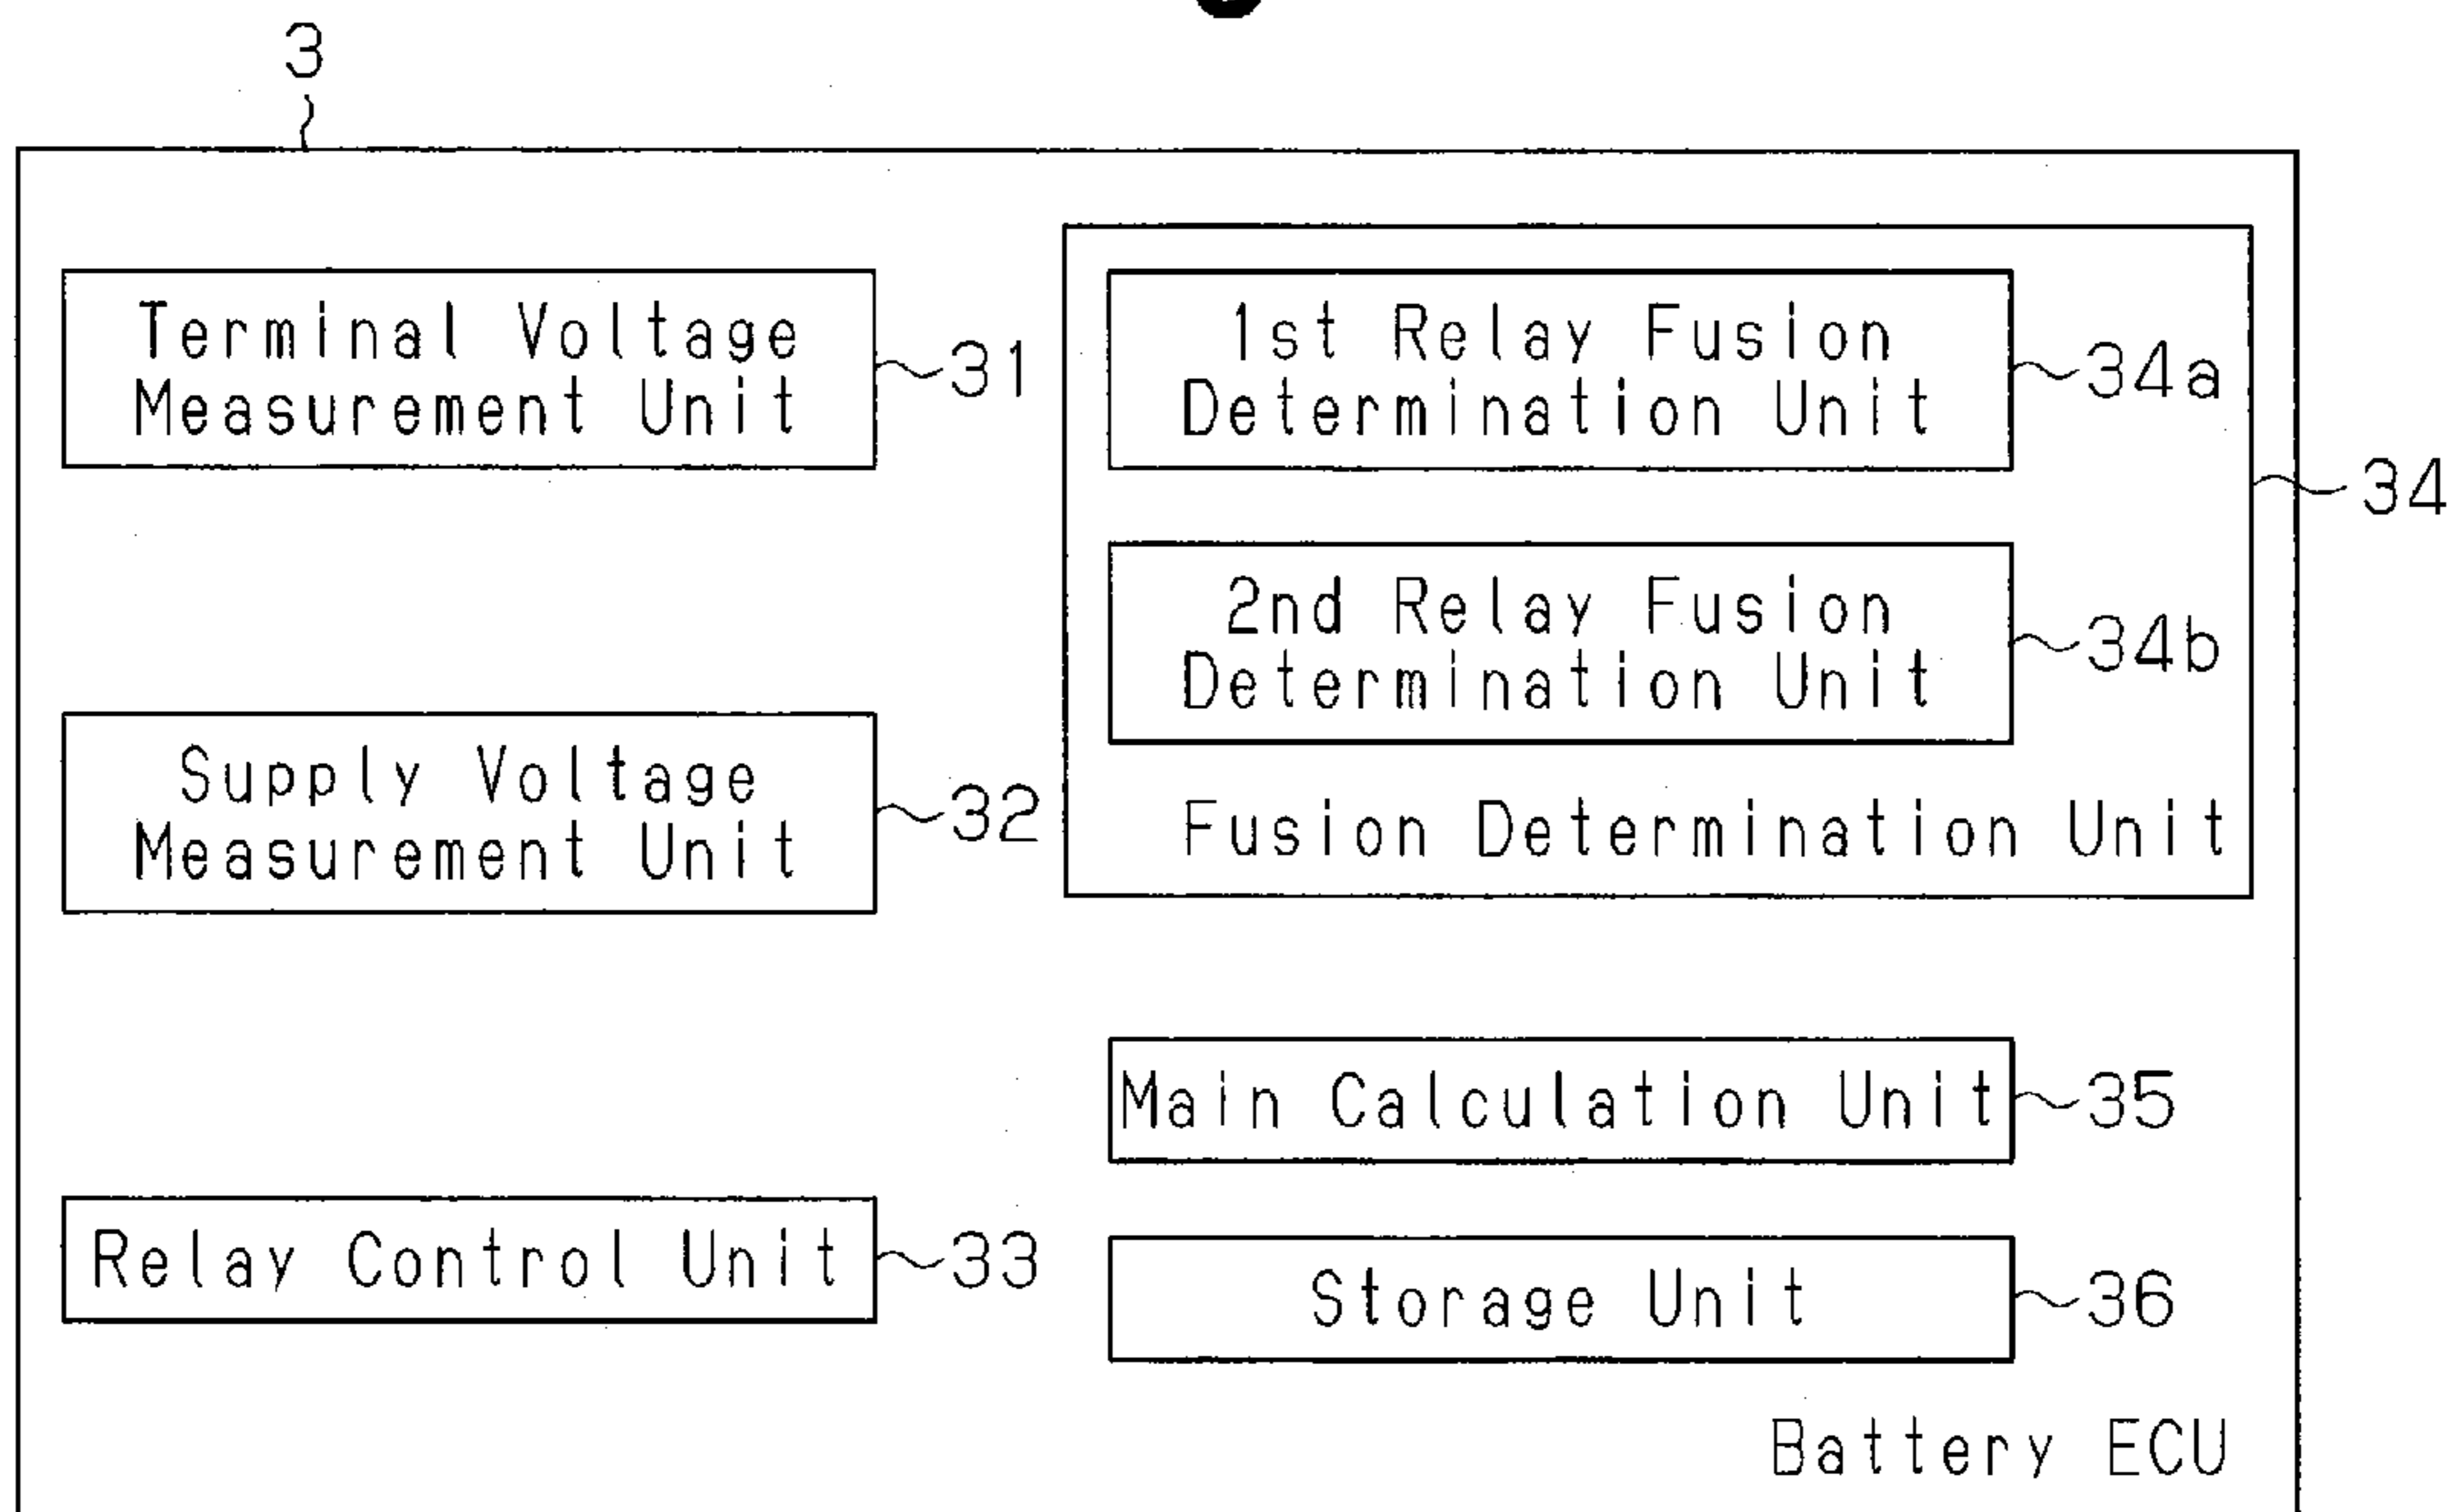 3
Terminal Voltage
Measurement Unit
31
Supply Voltage
Measurement Unit
32
Relay Control Unit
33
1st Relay Fusion
Determination Unit
34a
2nd Relay Fusion
Determination Unit
34b
Fusion Determination Unit
34
Main Calculation Unit
35
Storage Unit
36
Battery ECU